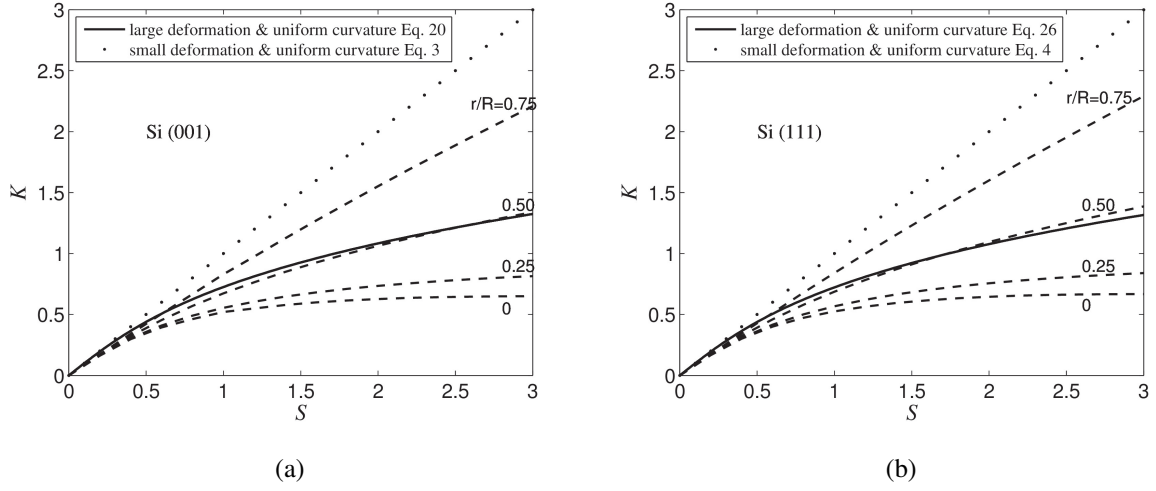 3
2.5
2
1.5
1
0.5
0
K
large deformation & uniform curvature Eq. 20
small deformation & uniform curvature Eq. 3
r/R=0.75
Si (001)
0.50
0.25
0
0 0.5 1 1.5 2 2.5 3
S
(a)
3
2.5
2
1.5
1
0.5
0
K
large deformation & uniform curvature Eq. 26
small deformation & uniform curvature Eq. 4
r/R=0.75
Si (111)
0.50
0.25
0
0 0.5 1 1.5 2 2.5 3
S
(b)